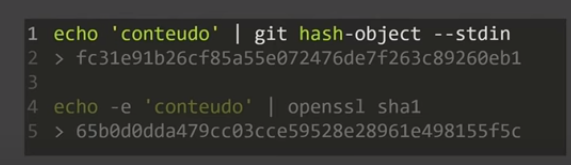 1 echo 'conteudo' | git hash-object --stdin
2 > fc31e91b26cf85a55e072476de7f263c89260eb1
3
4 echo -e 'conteudo' | openssl sha1
5 > 65b0d0dda479cc03cce59528e28961e498155f5c